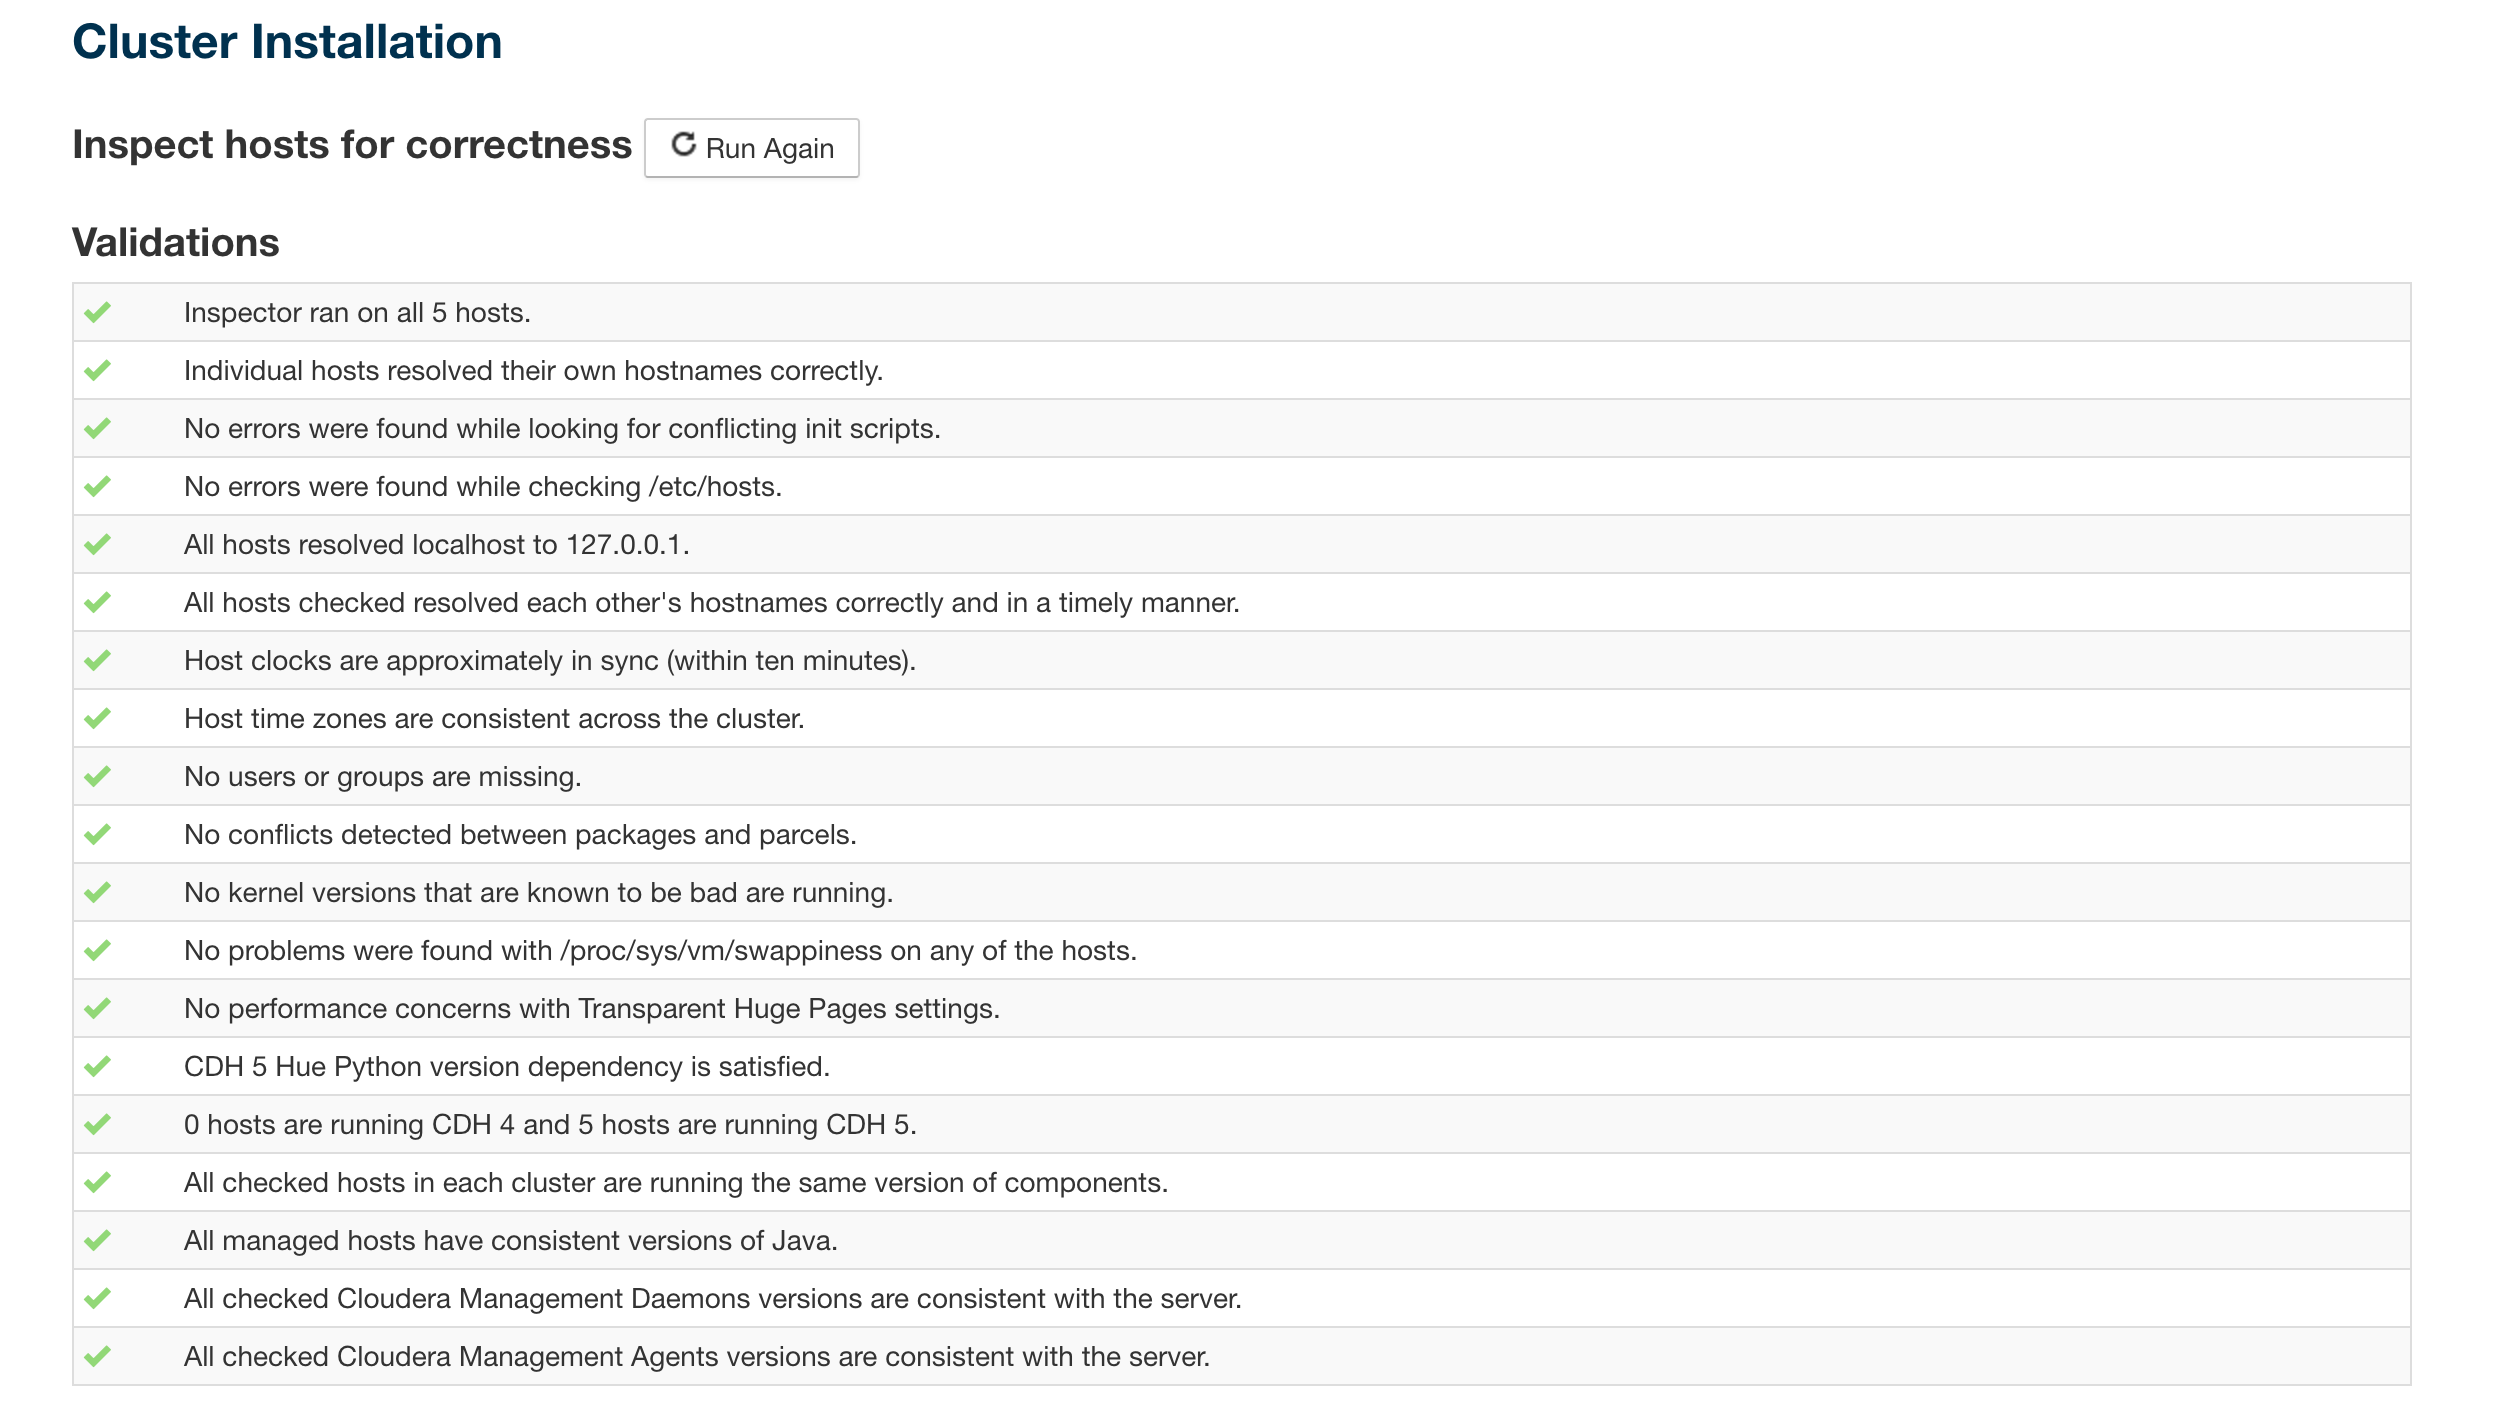 Cluster Installation
Inspect hosts for correctness Run Again
Validations
Inspector ran on all 5 hosts.
Individual hosts resolved their own hostnames correctly.
No errors were found while looking for conflicting init scripts.
No errors were found while checking /etc/hosts.
All hosts resolved localhost to 127.0.0.1.
All hosts checked resolved each other's hostnames correctly and in a timely manner.
Host clocks are approximately in sync (within ten minutes).
Host time zones are consistent across the cluster.
No users or groups are missing.
No conflicts detected between packages and parcels.
No kernel versions that are known to be bad are running.
No problems were found with /proc/sys/vm/swappiness on any of the hosts.
No performance concerns with Transparent Huge Pages settings.
CDH 5 Hue Python version dependency is satisfied.
0 hosts are running CDH 4 and 5 hosts are running CDH 5.
All checked hosts in each cluster are running the same version of components.
All managed hosts have consistent versions of Java.
All checked Cloudera Management Daemons versions are consistent with the server.
All checked Cloudera Management Agents versions are consistent with the server.